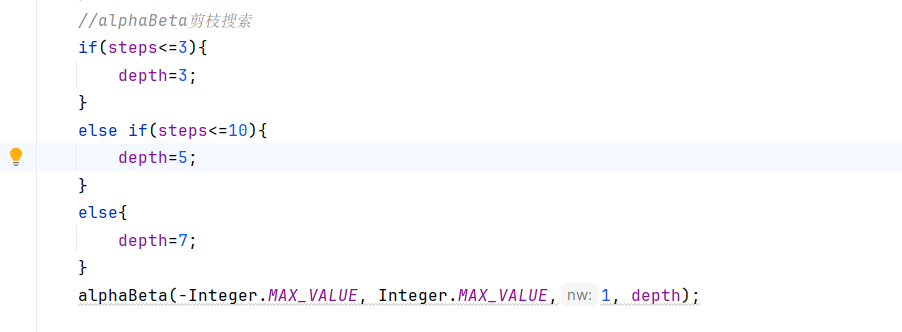 //alphaBeta剪枝搜索
if(steps<=3){
depth=3;
}
else if(steps<=10){
depth=5;
}
else{
depth=7;
}
alphaBeta(-Integer.MAX_VALUE, Integer.MAX_VALUE, nw: 1, depth);